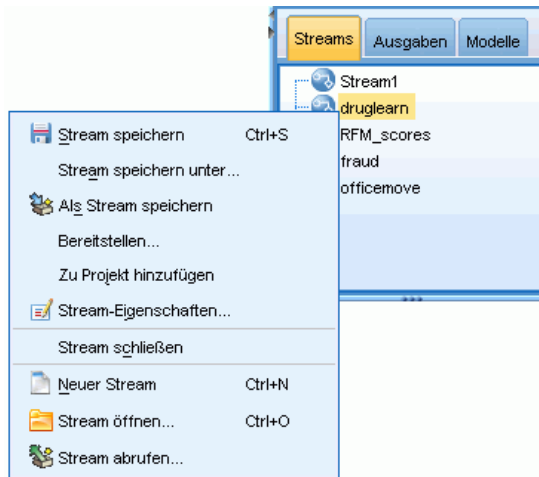 Streams Ausgaben Modelle
Stream1
druglearn
RFM_scores
fraud
officemove
Stream speichern Ctrl+S
Stream speichern unter...
Als Stream speichern
Bereitstellen...
Zu Projekt hinzufügen
Stream-Eigenschaften...
Stream schließen
Neuer Stream Ctrl+N
Stream öffnen... Ctrl+O
Stream abrufen...